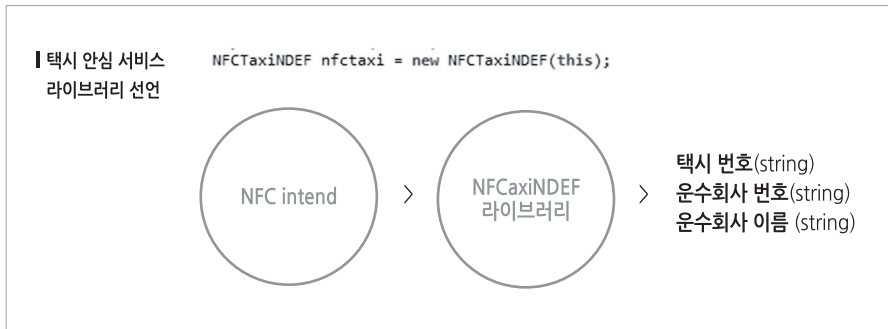 택시 안심 서비스
라이브러리 선언
NFCTaxiNDEF nfctaxi = new NFCTaxiNDEF(this);
NFC intend
>
NFCaxiNDEF
라이브러리
>
택시 번호(string)
운수회사 번호(string)
운수회사 이름 (string)